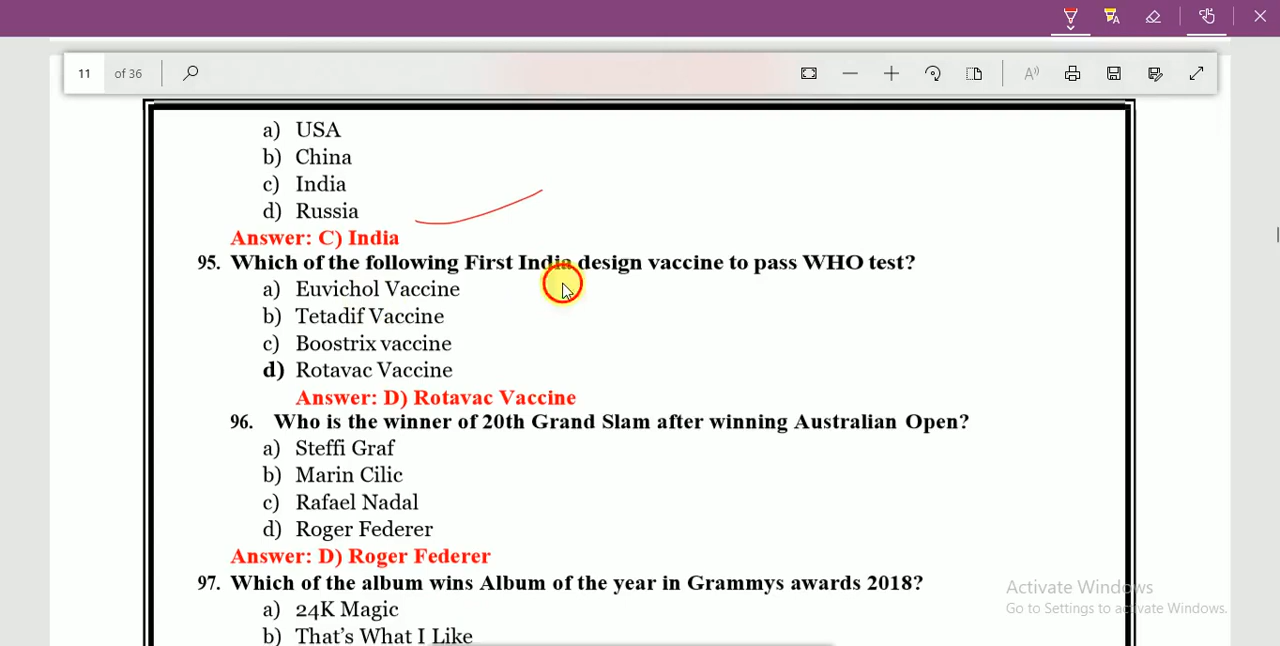 11 of 36
a) USA
b) China
c) India
d) Russia
Answer: C) India
95. Which of the following First India design vaccine to pass WHO test?
a) Euvichol Vaccine
b) Tetadif Vaccine
c) Boostrix vaccine
d) Rotavac Vaccine
Answer: D) Rotavac Vaccine
96. Who is the winner of 20th Grand Slam after winning Australian Open?
a) Steffi Graf
b) Marin Cilic
c) Rafael Nadal
d) Roger Federer
Answer: D) Roger Federer
97. Which of the album wins Album of the year in Grammys awards 2018?
a) 24K Magic
b) That's What I Like
Activate Windows
Go to Settings to activate Windows.